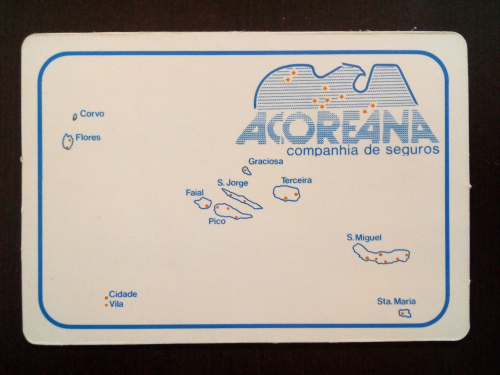 Corvo
Flores
AÇOREANA
companhia de seguros
Graciosa
S. Jorge
Terceira
Faial
Pico
S. Miguel
Cidade
Vila
Sta. Maria